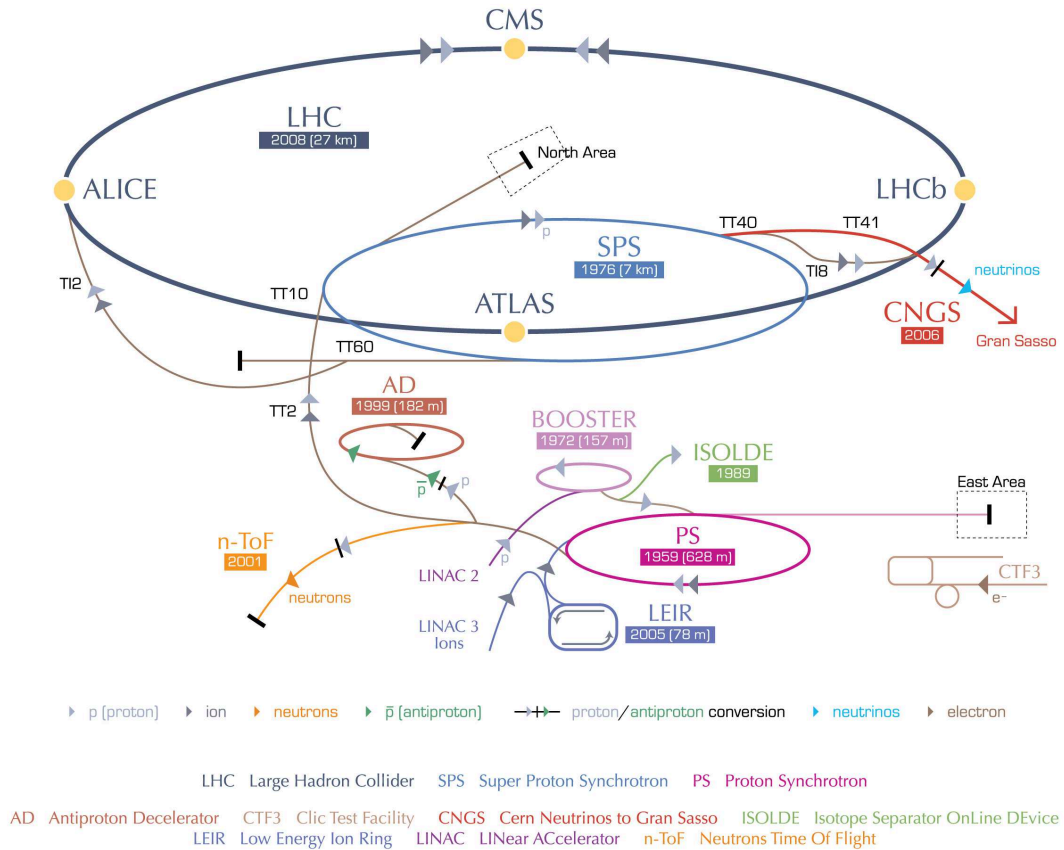 CMS
LHC
2008 (27 km)
North Area
ALICE
LHCb
TT40
TT41
SPS
1976 (7 km)
p
TI8
TI2
TT10
neutrinos
ATLAS
CNGS
2006
Gran Sasso
TT60
AD
1999 (182 m)
TT2
BOOSTER
1972 (157 m)
ISOLDE
1989
p̅
p
East Area
n-ToF
2001
PS
1959 (628 m)
p
LINAC 2
neutrons
CTF3
e⁻
LEIR
2005 (78 m)
LINAC 3
Ions
p (proton) ion neutrons p̅ (antiproton) proton/antiproton conversion neutrinos electron
LHC Large Hadron Collider SPS Super Proton Synchrotron PS Proton Synchrotron
AD Antiproton Decelerator CTF3 Clic Test Facility CNGS Cern Neutrinos to Gran Sasso ISOLDE Isotope Separator OnLine DEvice
LEIR Low Energy Ion Ring LINAC LINear ACcelerator n-ToF Neutrons Time Of Flight